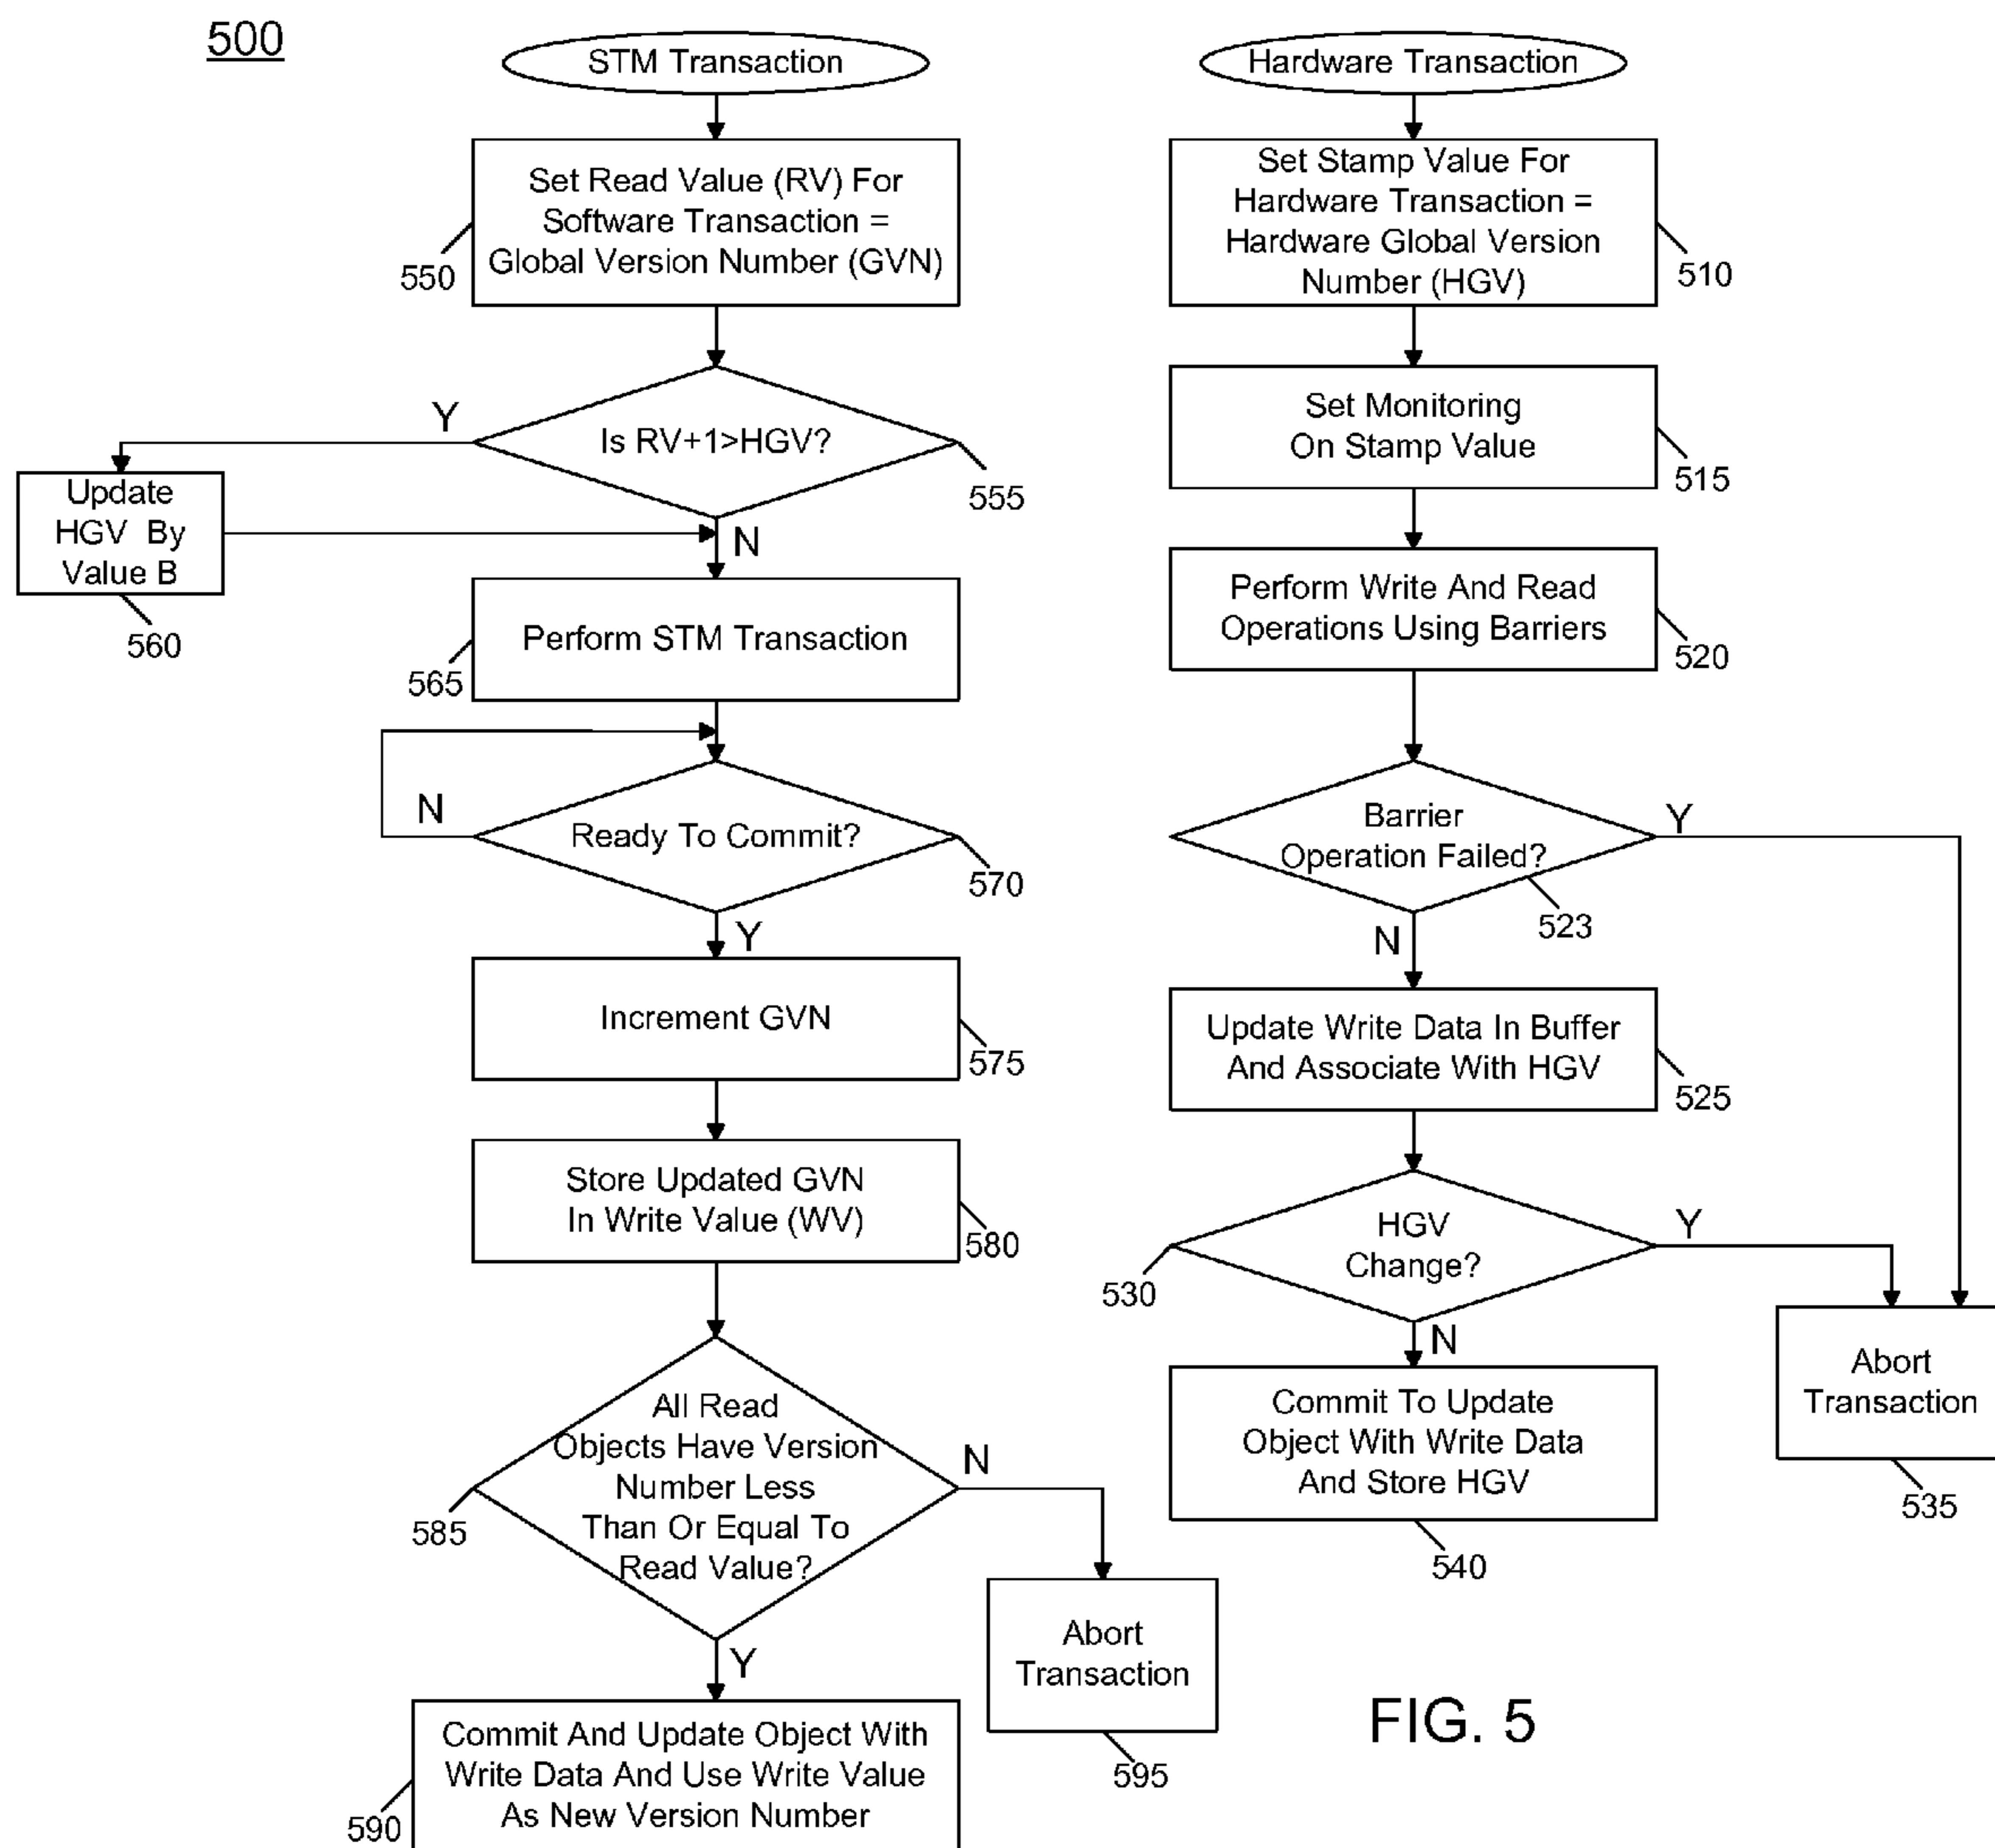 500
STM Transaction
Set Read Value (RV) For
Software Transaction =
Global Version Number (GVN)
550
Is RV+1>HGV?
Y
555
N
Update
HGV By
Value B
560
Perform STM Transaction
565
Ready To Commit?
N
570
Y
Increment GVN
575
Store Updated GVN
In Write Value (WV)
580
All Read
Objects Have Version
Number Less
Than Or Equal To
Read Value?
585
N
Abort
Transaction
595
Y
Commit And Update Object With
Write Data And Use Write Value
As New Version Number
590
Hardware Transaction
Set Stamp Value For
Hardware Transaction =
Hardware Global Version
Number (HGV)
510
Set Monitoring
On Stamp Value
515
Perform Write And Read
Operations Using Barriers
520
Barrier
Operation Failed?
Y
523
N
Update Write Data In Buffer
And Associate With HGV
525
HGV
Change?
Y
530
N
Abort
Transaction
535
Commit To Update
Object With Write Data
And Store HGV
540
FIG. 5